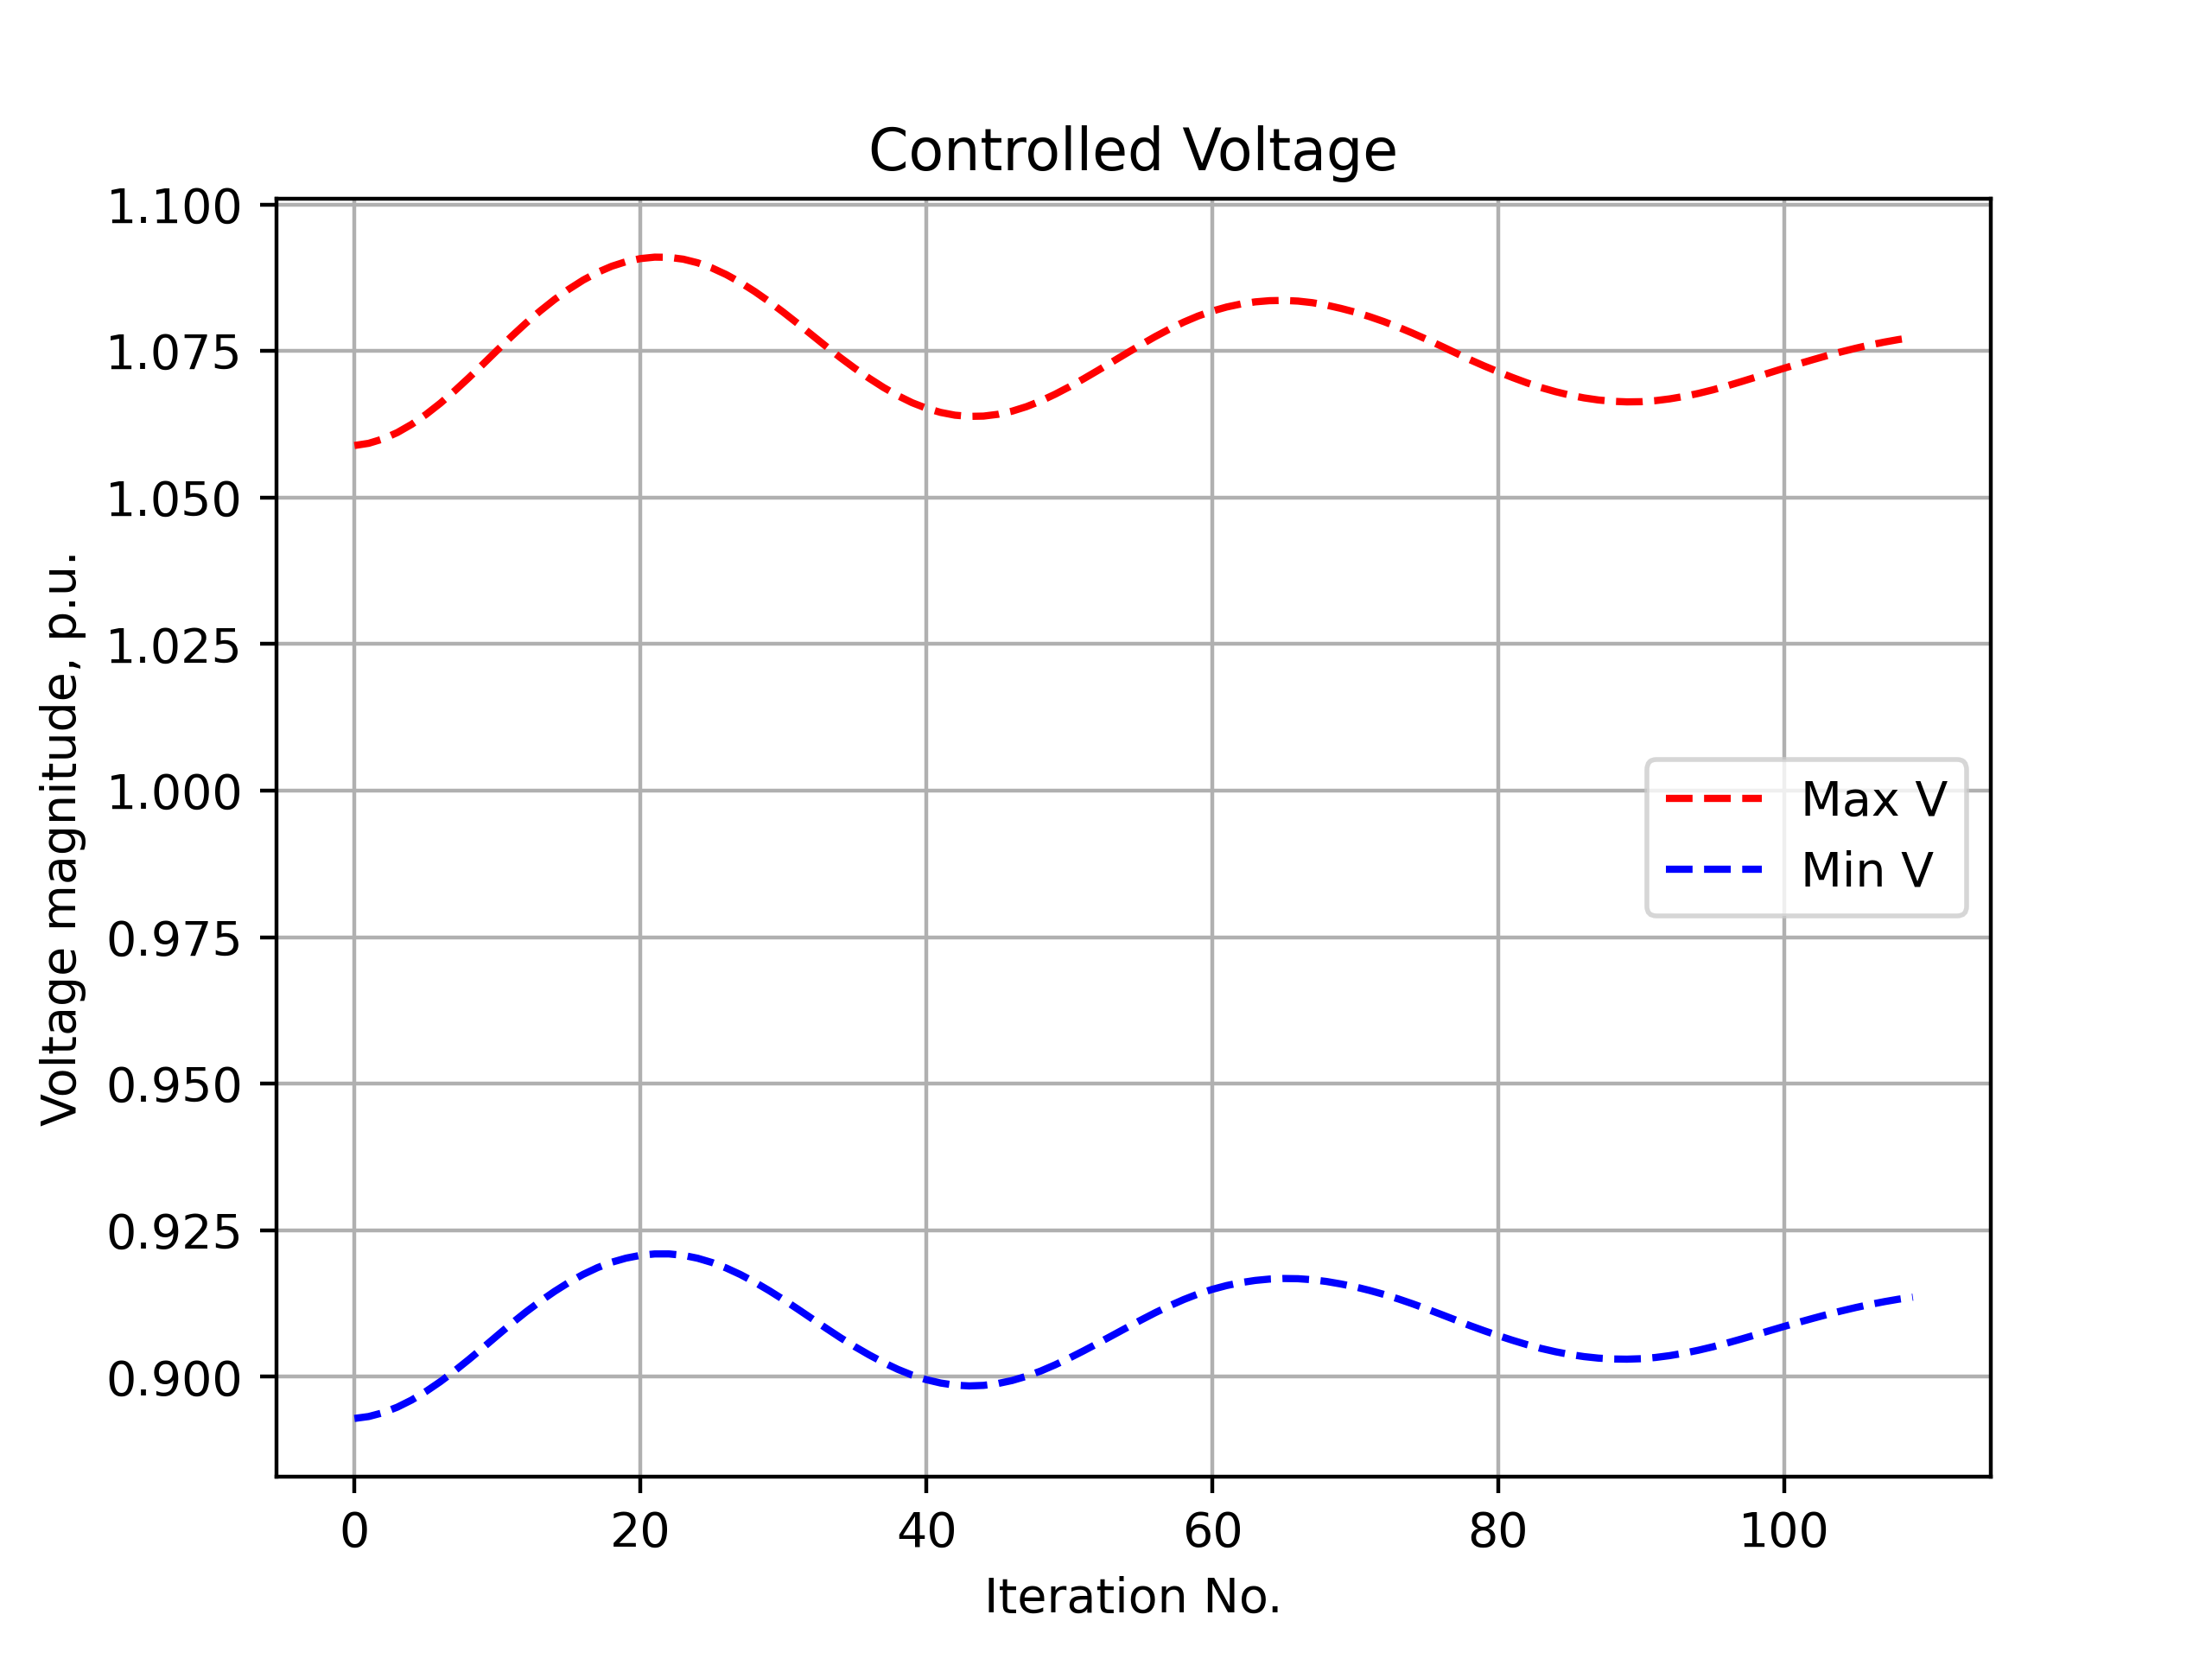 Controlled Voltage
1.100
1.075
1.050
1.025
1.000
0.975
0.950
0.925
0.900
Voltage magnitude, p.u.
Max V
Min V
0 20 40 60 80 100
Iteration No.